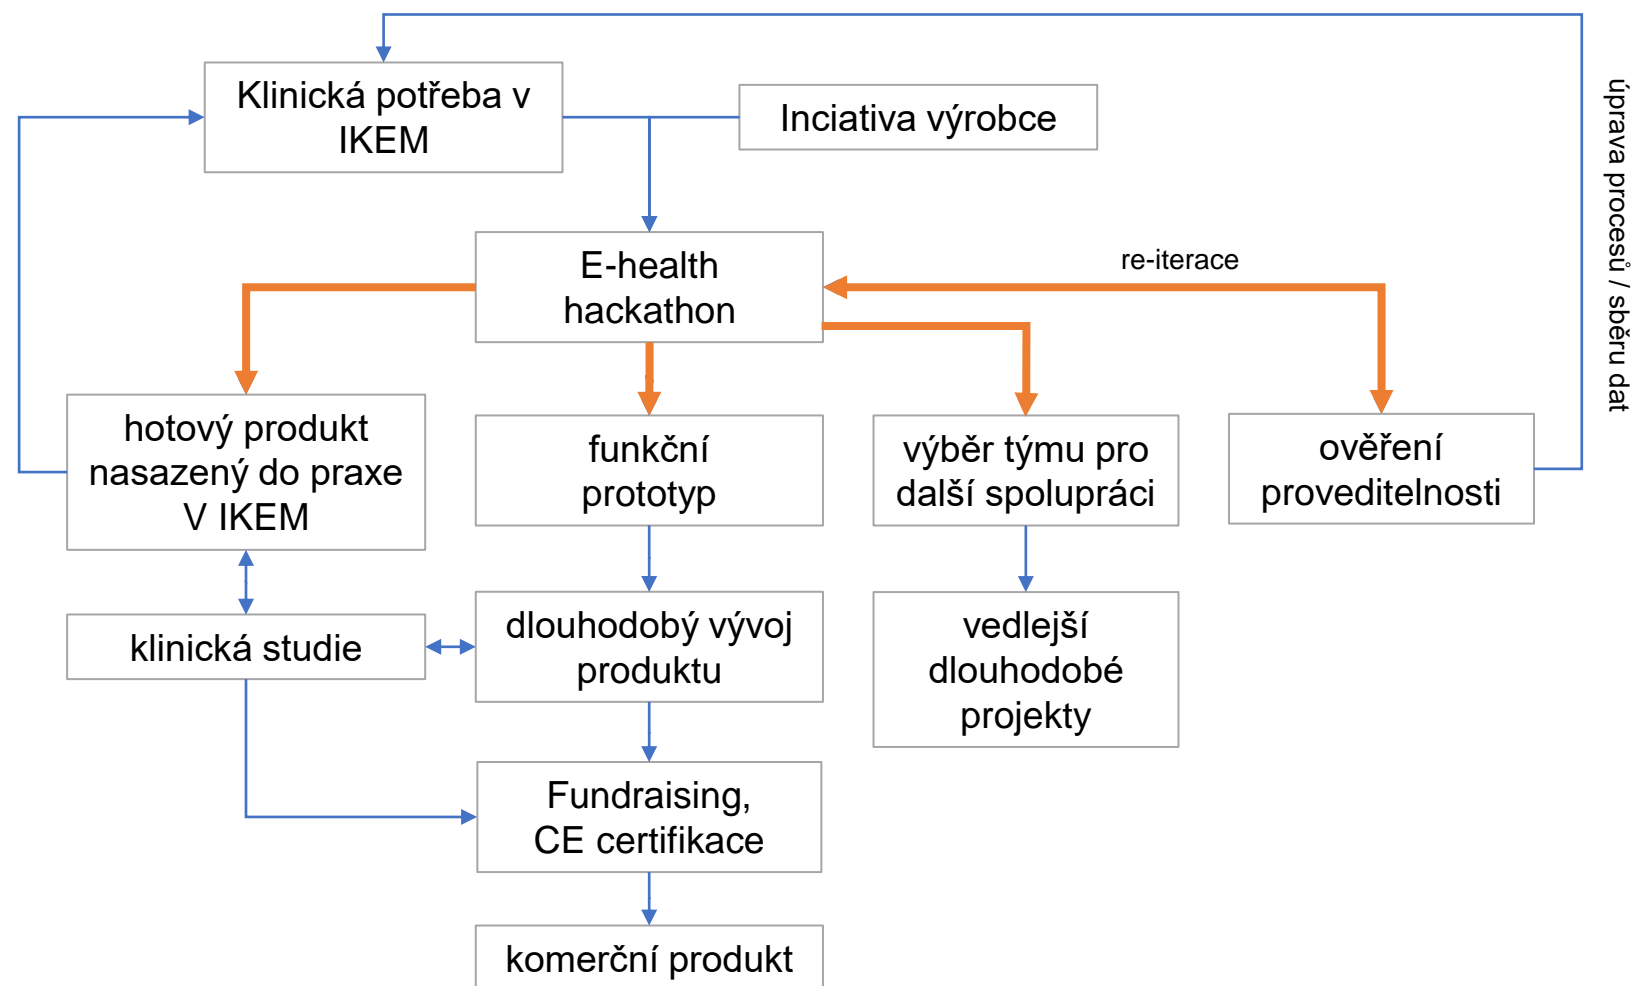 Klinická potřeba v
IKEM
Inciativa výrobce
úprava procesů / sběru dat
E-health
hackathon
re-iterace
hotový produkt
nasazený do praxe
V IKEM
funkční
prototyp
výběr týmu pro
další spolupráci
ověření
proveditelnosti
klinická studie
dlouhodobý vývoj
produktu
vedlejší
dlouhodobé
projekty
Fundraising,
CE certifikace
komerční produkt